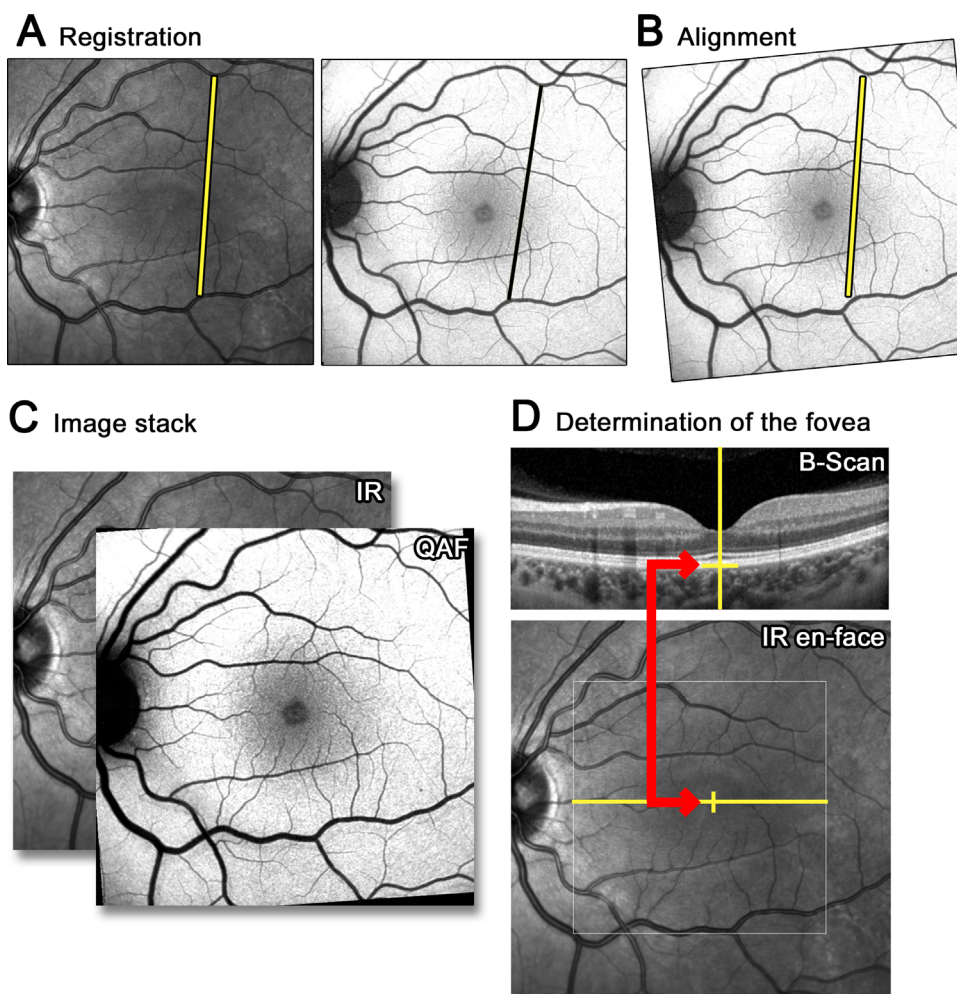 A Registration
B Alignment
C Image stack
IR
QAF
D Determination of the fovea
B-Scan
IR en-face